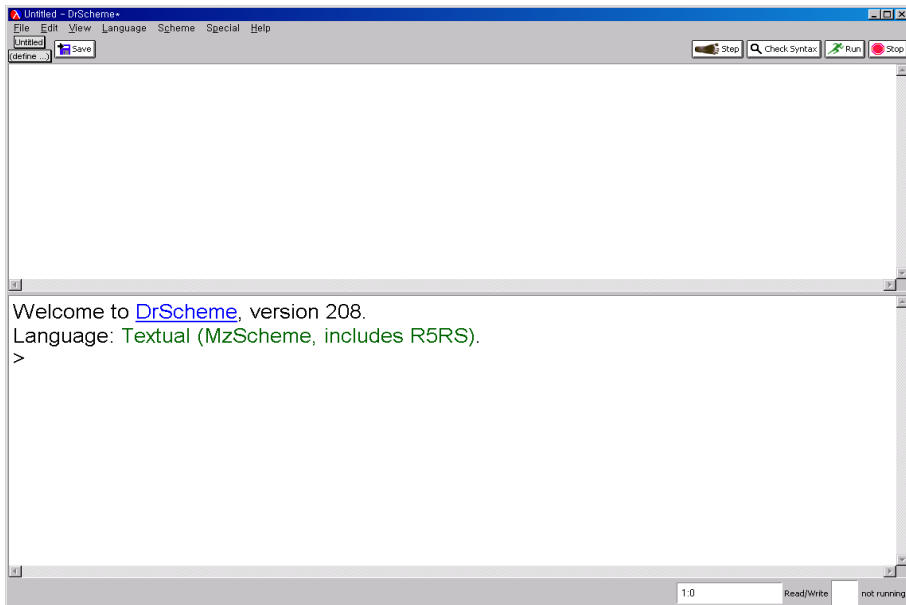 Untitled - DrScheme*
File Edit View Language Scheme Special Help
Untitled
(define ...)
Save
Step
Check Syntax
Run
Stop
Welcome to DrScheme, version 208.
Language: Textual (MzScheme, includes R5RS).
>
1:0
Read/Write
not running